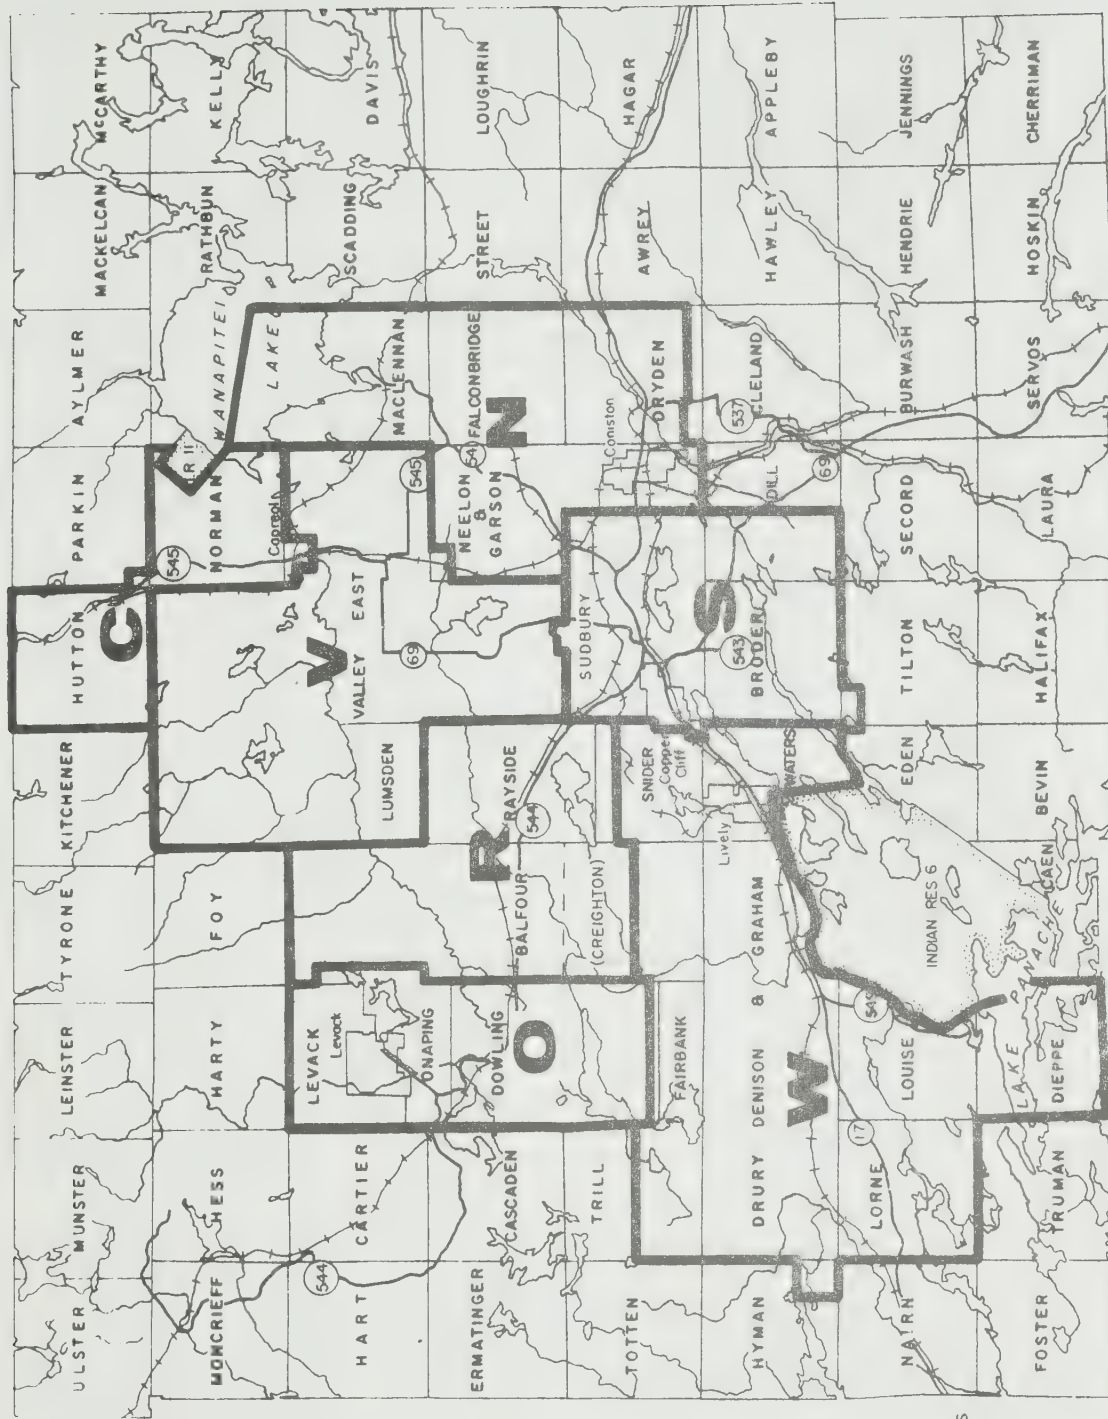 ULSTER
MUNSTER
LEINSTER
TYRONE
KITCHENER
HUTTON
PARKIN
AYLMER
MACKELCAN
McCARTHY
MONCRIEFF
HESS
HARTY
FOY
C
NORMAN
545
I.R 11
WANAPITEI
LAKE
RATHBUN
KELLY
HART
544
CARTIER
LEVACK
Levack
ONAPING
LUMSDEN
VALLEY EAST
V
69
Capreol
545
MACLENNAN
SCADDING
DAVIS
ERMATINGER
CASCADEN
DOWLING
O
BALFOUR
R
RAYSIDE
544
NEELON
&
GARSON
541
FALCONBRIDGE
N
STREET
LOUGHRIN
TOTTEN
TRILL
FAIRBANK
(CREIGHTON)
SNIDER
Copper
Cliff
SUDBURY
Coniston
DRYDEN
AWREY
HAGAR
HYMAN
DRURY
DENISON
&
GRAHAM
W
Lively
WATERS
BRODER
543
S
DILL
537
CLELAND
HAWLEY
APPLEBY
NAIRN
LORNE
17
LOUISE
549
INDIAN RES 6
EDEN
TILTON
SECORD
69
BURWASH
HENDRIE
JENNINGS
FOSTER
TRUMAN
DIEPPE
LAKE PANACHE
CAEN
BEVIN
HALIFAX
LAURA
SERVOS
HOSKIN
CHERRIMAN